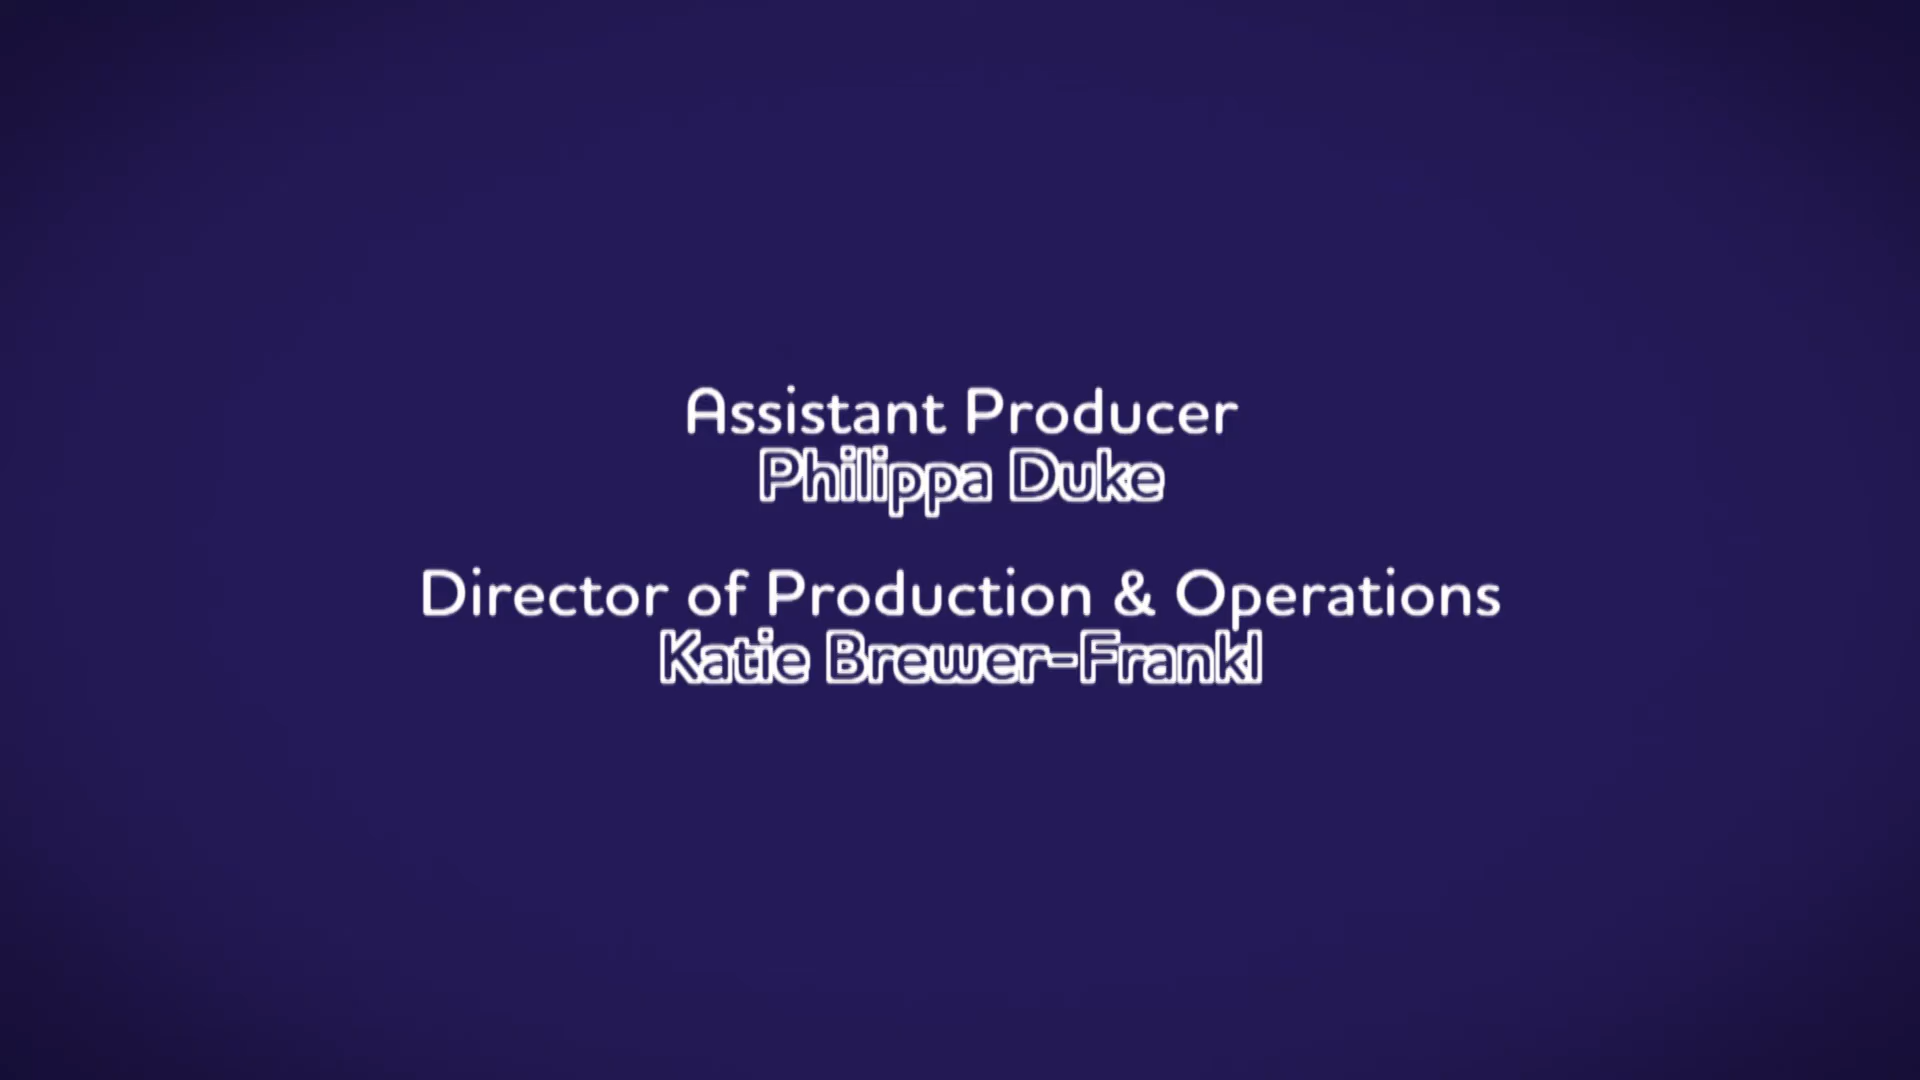 Assistant Producer
Philippa Duke
Director of Production & Operations
Katie Brewer-Frankl